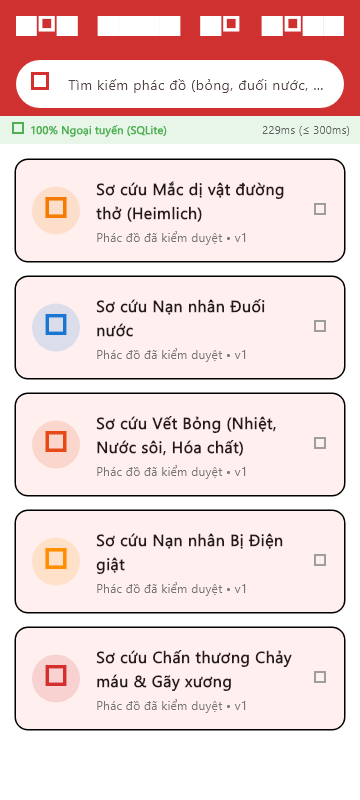 Tìm kiếm phác đồ (bỏng, đuối nước, ...
100% Ngoại tuyến (SQLite)
229ms (≤ 300ms)
Sơ cứu Mắc dị vật đường
thở (Heimlich)
Phác đồ đã kiểm duyệt • v1
Sơ cứu Nạn nhân Đuối
nước
Phác đồ đã kiểm duyệt • v1
Sơ cứu Vết Bỏng (Nhiệt,
Nước sôi, Hóa chất)
Phác đồ đã kiểm duyệt • v1
Sơ cứu Nạn nhân Bị Điện
giật
Phác đồ đã kiểm duyệt • v1
Sơ cứu Chấn thương Chảy
máu & Gãy xương
Phác đồ đã kiểm duyệt • v1